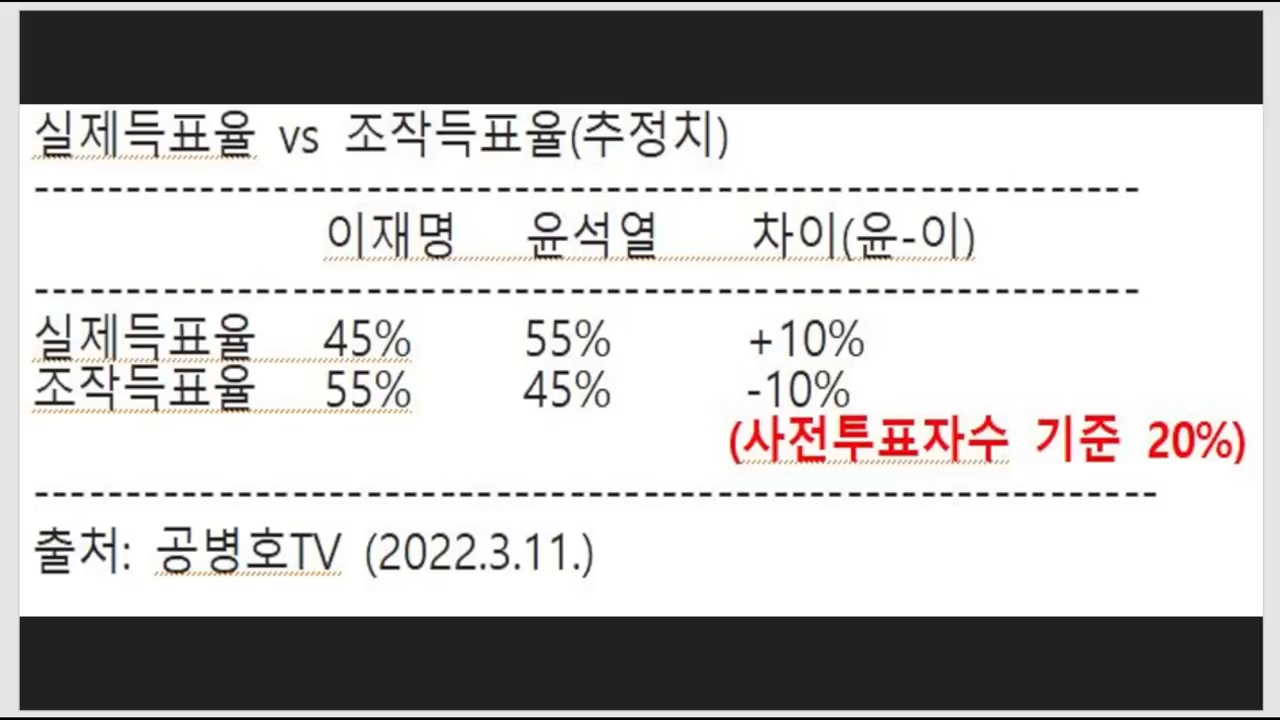 실제득표율 vs 조작득표율(추정치)
------------------------------------------------
이재명 윤석열 차이(윤-이)
------------------------------------------------
실제득표율 45% 55% +10%
조작득표율 55% 45% -10%
(사전투표자수 기준 20%)
-------------------------------------------------
출처: 공병호TV (2022.3.11.)